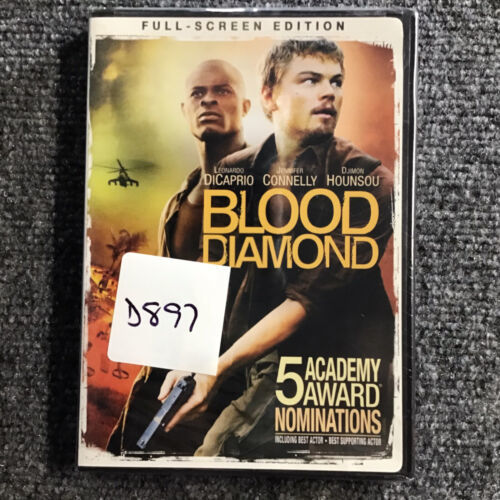 FULL-SCREEN EDITION
LEONARDO DICAPRIO JENNIFER CONNELLY DJIMON HOUNSOU
BLOOD
DIAMOND
D897
5 ACADEMY
AWARD®
NOMINATIONS
INCLUDING BEST ACTOR • BEST SUPPORTING ACTOR